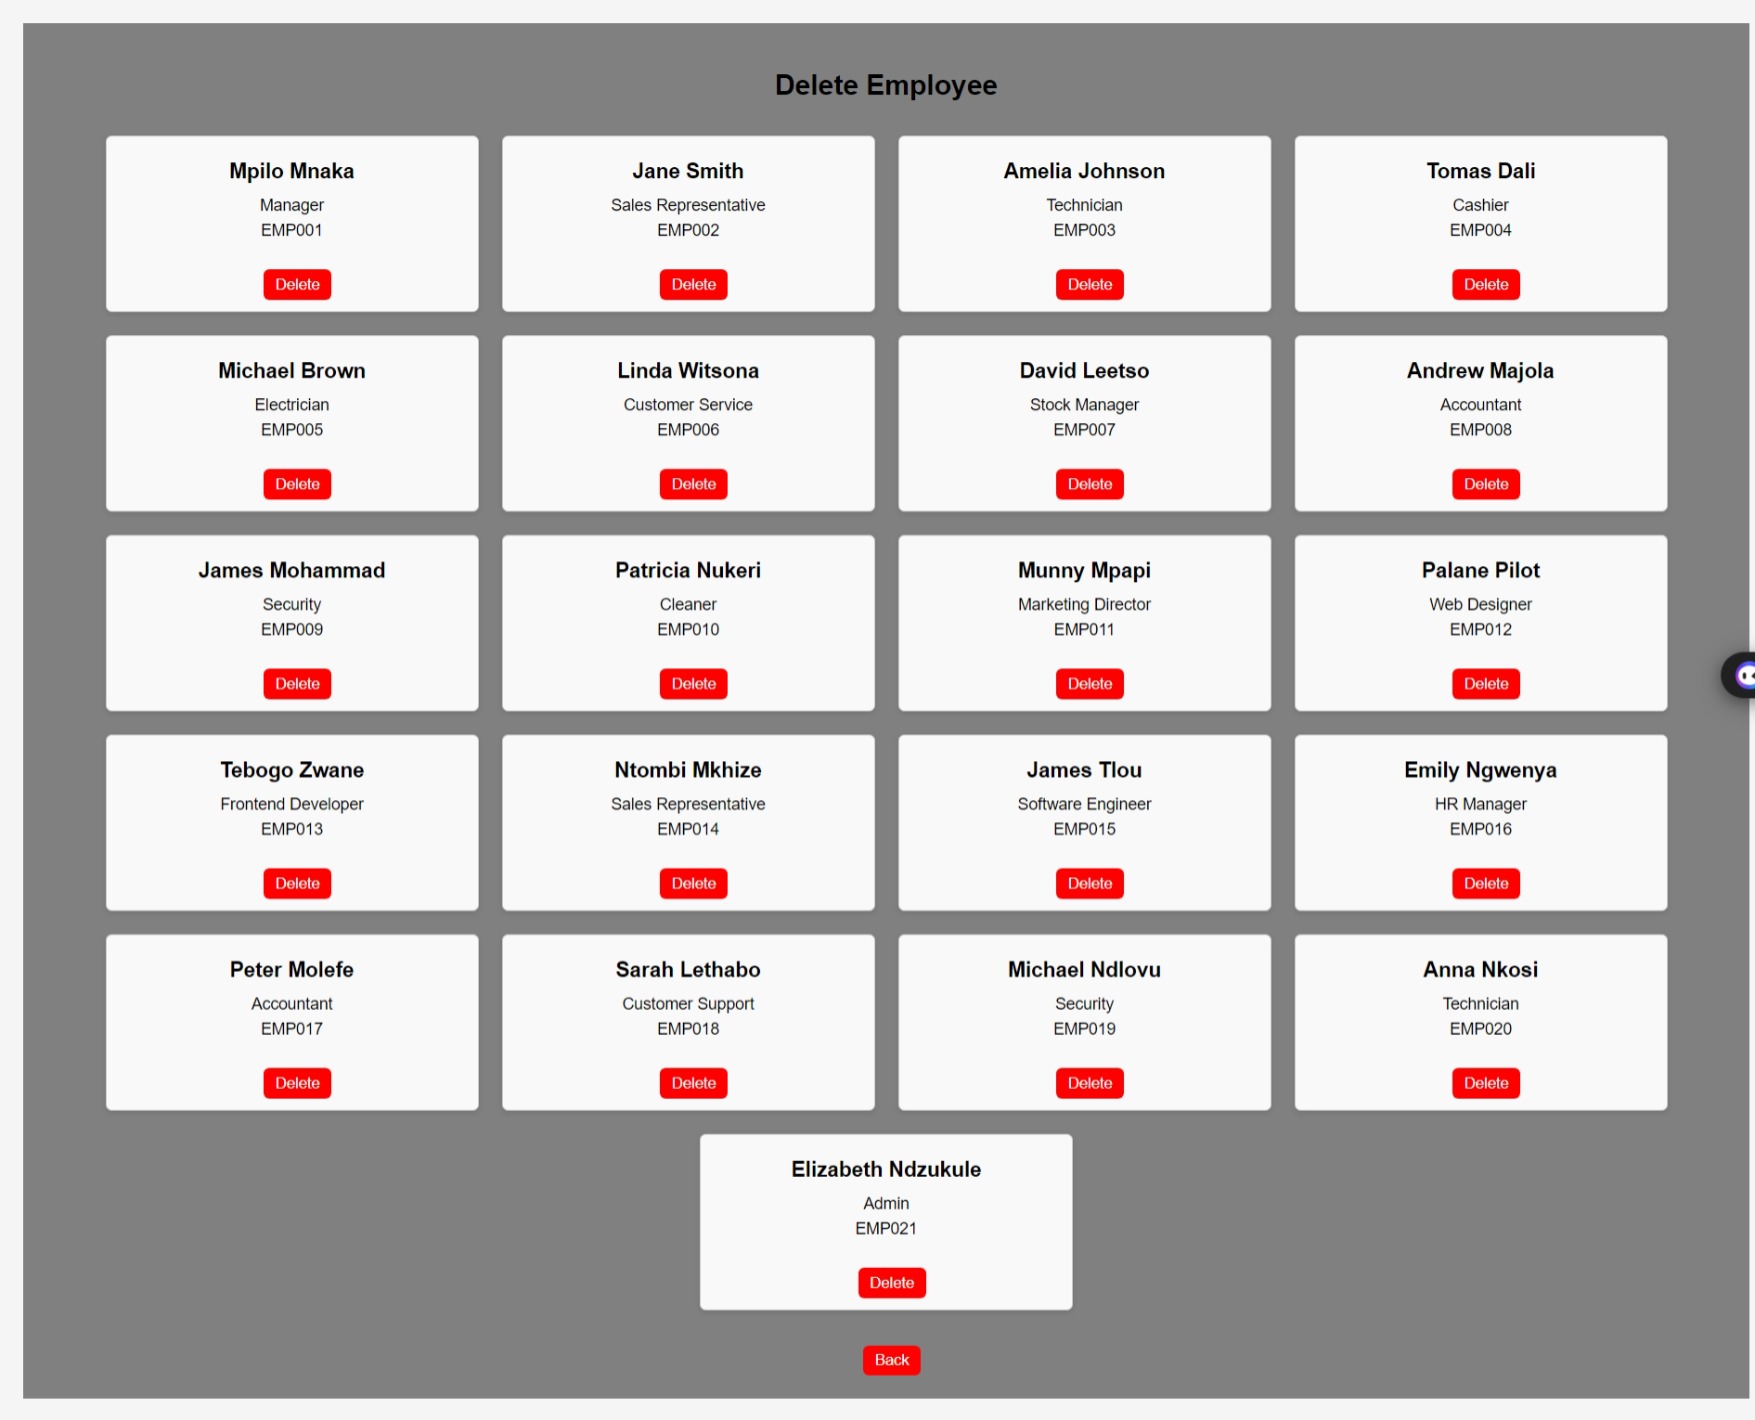 Delete Employee
Mpilo Mnaka
Manager
EMP001
Delete
Jane Smith
Sales Representative
EMP002
Delete
Amelia Johnson
Technician
EMP003
Delete
Tomas Dali
Cashier
EMP004
Delete
Michael Brown
Electrician
EMP005
Delete
Linda Witsona
Customer Service
EMP006
Delete
David Leetso
Stock Manager
EMP007
Delete
Andrew Majola
Accountant
EMP008
Delete
James Mohammad
Security
EMP009
Delete
Patricia Nukeri
Cleaner
EMP010
Delete
Munny Mpapi
Marketing Director
EMP011
Delete
Palane Pilot
Web Designer
EMP012
Delete
Tebogo Zwane
Frontend Developer
EMP013
Delete
Ntombi Mkhize
Sales Representative
EMP014
Delete
James Tlou
Software Engineer
EMP015
Delete
Emily Ngwenya
HR Manager
EMP016
Delete
Peter Molefe
Accountant
EMP017
Delete
Sarah Lethabo
Customer Support
EMP018
Delete
Michael Ndlovu
Security
EMP019
Delete
Anna Nkosi
Technician
EMP020
Delete
Elizabeth Ndzukule
Admin
EMP021
Delete
Back